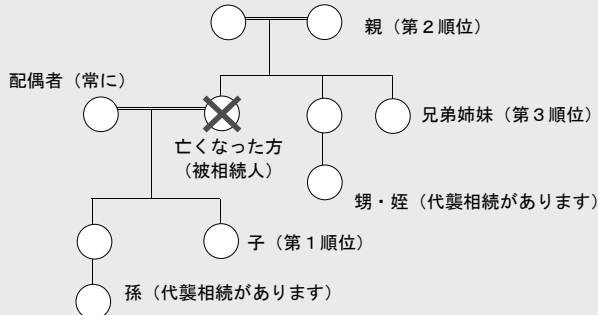 親（第２順位）
配偶者（常に）
兄弟姉妹（第３順位）
亡くなった方
（被相続人）
甥・姪（代襲相続があります）
子（第１順位）
孫（代襲相続があります）